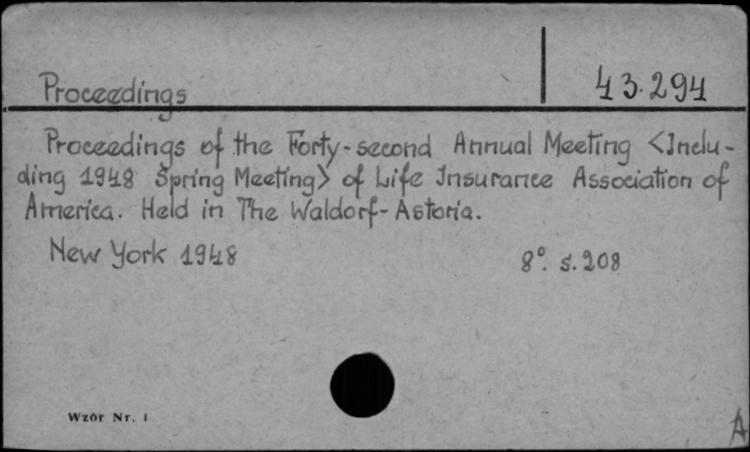 Proceedings
43.294
Proceedings of the Forty-second Annual Meeting <Inclu-
ding 1948 Spring Meeting> of Life Insurance Association of
America. Held in The Waldorf-Astoria.
New York 1948 8°. s.208
Wzór Nr. 1
A